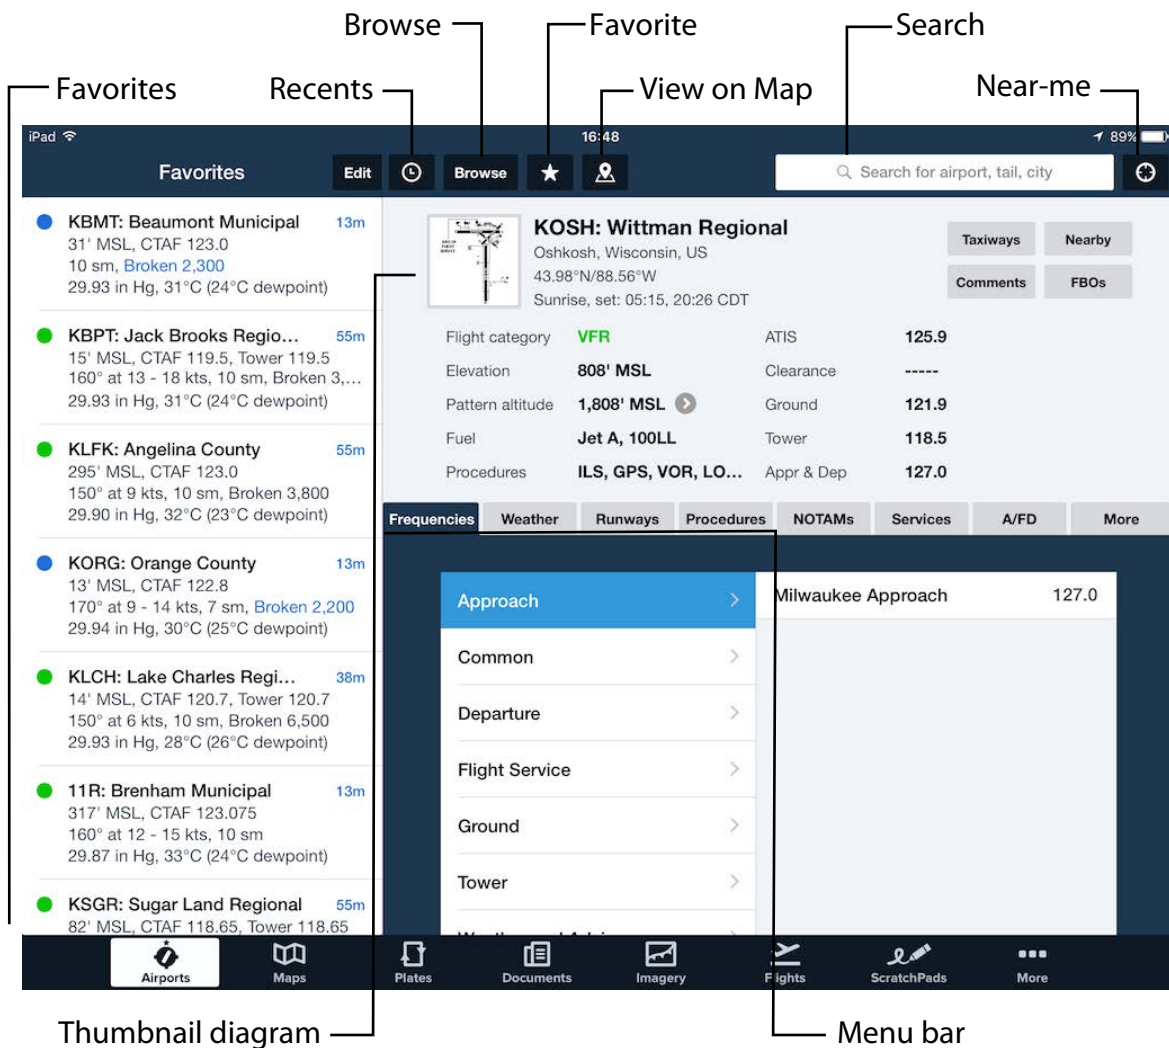 Browse
Favorite
Search
Favorites
Recents
View on Map
Near-me
iPad
16:48
89%
Favorites
Edit
Browse
Search for airport, tail, city
KBMT: Beaumont Municipal 13m
31' MSL, CTAF 123.0
10 sm, Broken 2,300
29.93 in Hg, 31°C (24°C dewpoint)
KBPT: Jack Brooks Regio... 55m
15' MSL, CTAF 119.5, Tower 119.5
160° at 13 - 18 kts, 10 sm, Broken 3,...
29.93 in Hg, 31°C (24°C dewpoint)
KLFK: Angelina County 55m
295' MSL, CTAF 123.0
150° at 9 kts, 10 sm, Broken 3,800
29.90 in Hg, 32°C (23°C dewpoint)
KORG: Orange County 13m
13' MSL, CTAF 122.8
170° at 9 - 14 kts, 7 sm, Broken 2,200
29.94 in Hg, 30°C (25°C dewpoint)
KLCH: Lake Charles Regi... 38m
14' MSL, CTAF 120.7, Tower 120.7
150° at 6 kts, 10 sm, Broken 6,500
29.93 in Hg, 28°C (26°C dewpoint)
11R: Brenham Municipal 13m
317' MSL, CTAF 123.075
160° at 12 - 15 kts, 10 sm
29.87 in Hg, 33°C (24°C dewpoint)
KSGR: Sugar Land Regional 55m
82' MSL, CTAF 118.65, Tower 118.65
KOSH: Wittman Regional
Oshkosh, Wisconsin, US
43.98°N/88.56°W
Sunrise, set: 05:15, 20:26 CDT
Taxiways
Nearby
Comments
FBOs
Flight category VFR ATIS 125.9
Elevation 808' MSL Clearance -----
Pattern altitude 1,808' MSL Ground 121.9
Fuel Jet A, 100LL Tower 118.5
Procedures ILS, GPS, VOR, LO... Appr & Dep 127.0
Frequencies Weather Runways Procedures NOTAMs Services A/FD More
Approach
Common
Departure
Flight Service
Ground
Tower
Milwaukee Approach 127.0
Airports Maps Plates Documents Imagery Flights ScratchPads More
Thumbnail diagram
Menu bar